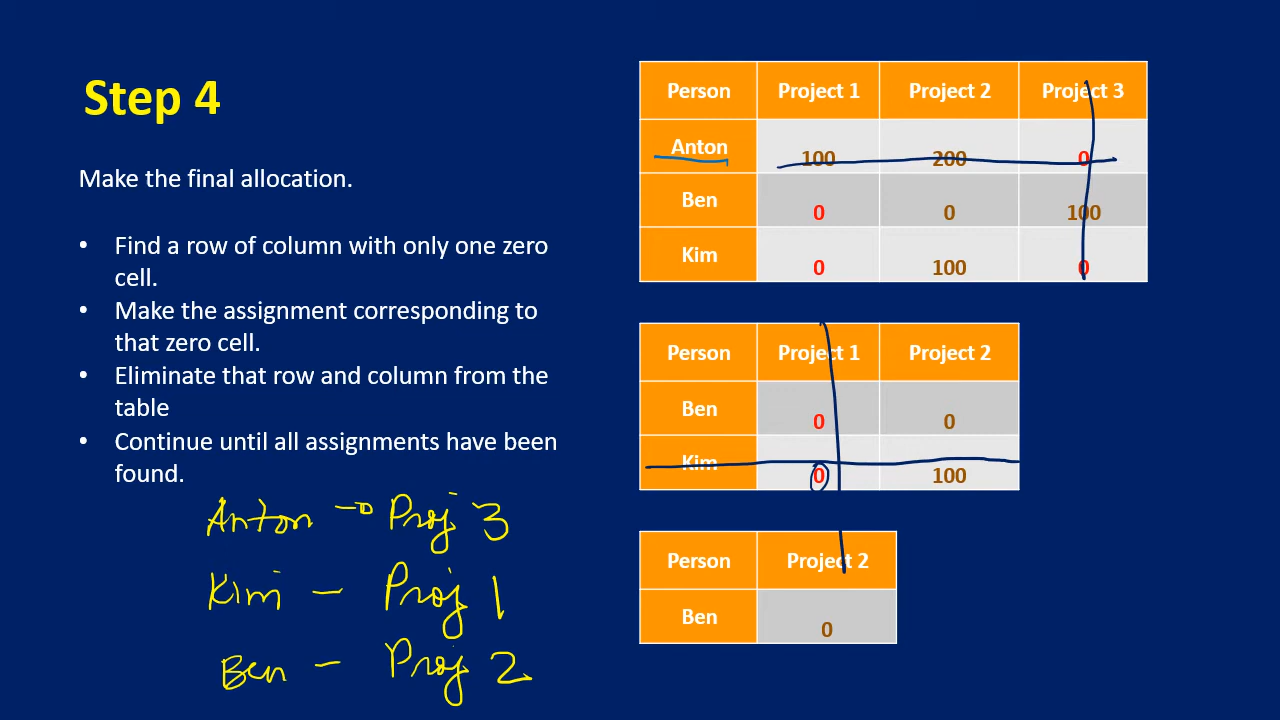 Step 4
Make the final allocation.
• Find a row of column with only one zero
cell.
• Make the assignment corresponding to
that zero cell.
• Eliminate that row and column from the
table
• Continue until all assignments have been
found.
Anton → Proj 3
Kim - Proj 1
Ben - Proj 2
Person Project 1 Project 2 Project 3
Anton 100 200 0
Ben 0 0 100
Kim 0 100 0
Person Project 1 Project 2
Ben 0 0
Kim 0 100
Person Project 2
Ben 0